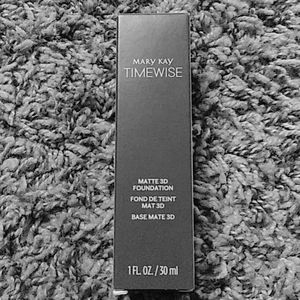 MARY KAY
TIMEWISE
MATTE 3D
FOUNDATION
FOND DE TEINT
MAT 3D
BASE MATE 3D
1 FL. OZ. / 30 ml